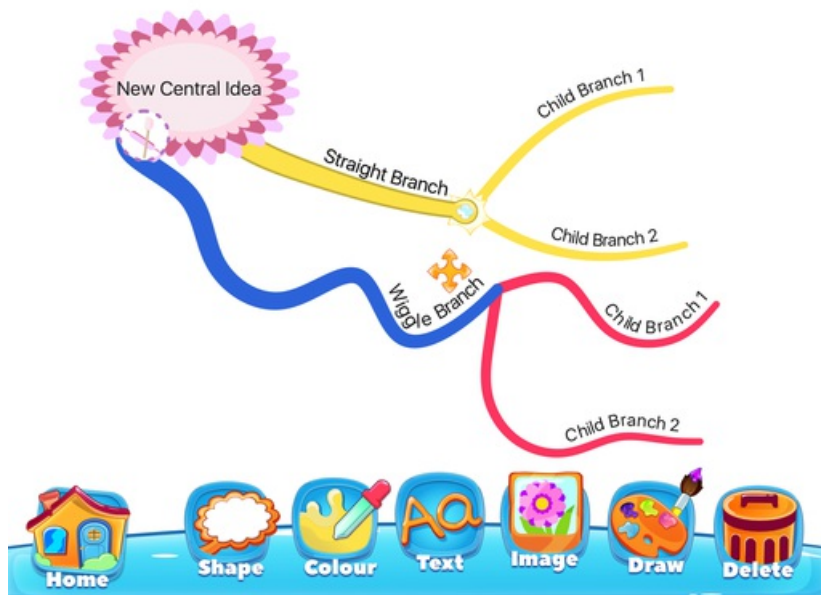 New Central Idea
Straight Branch
Child Branch 1
Child Branch 2
Wiggle Branch
Child Branch 1
Child Branch 2
Home
Shape
Colour
Aa
Text
Image
Draw
Delete